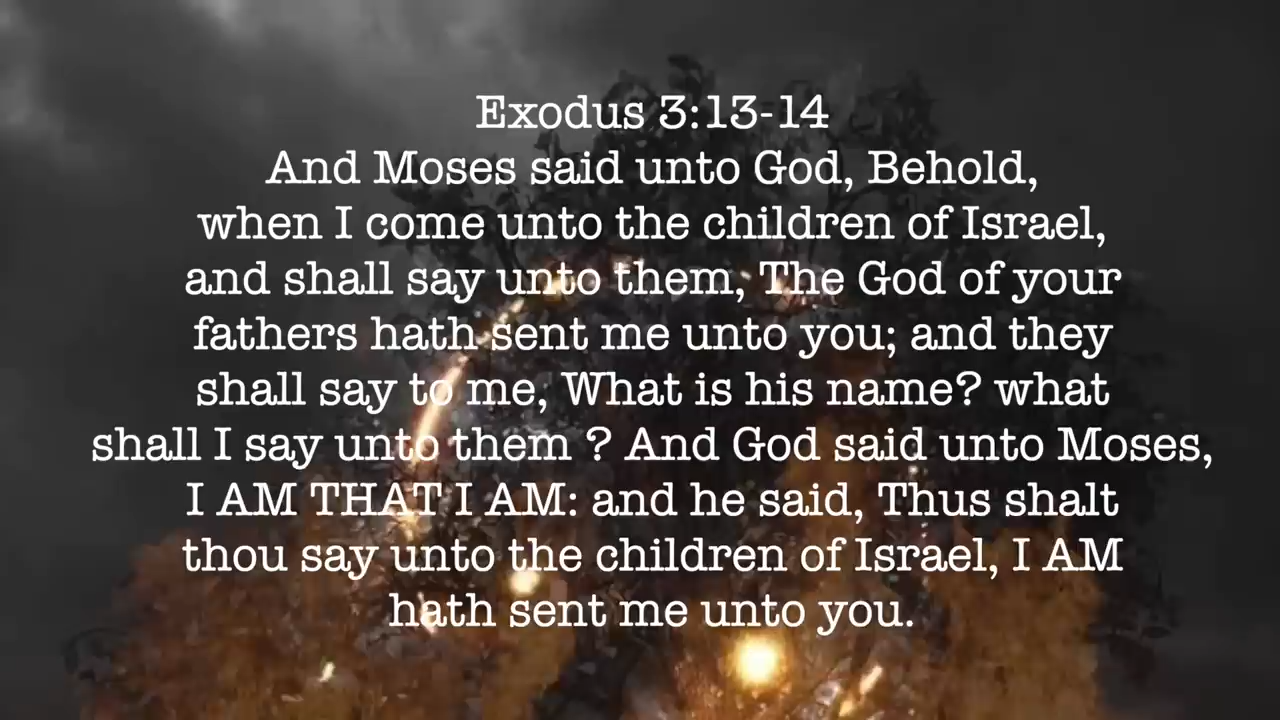 Exodus 3:13-14
And Moses said unto God, Behold,
when I come unto the children of Israel,
and shall say unto them, The God of your
fathers hath sent me unto you; and they
shall say to me, What is his name? what
shall I say unto them ? And God said unto Moses,
I AM THAT I AM: and he said, Thus shalt
thou say unto the children of Israel, I AM
hath sent me unto you.